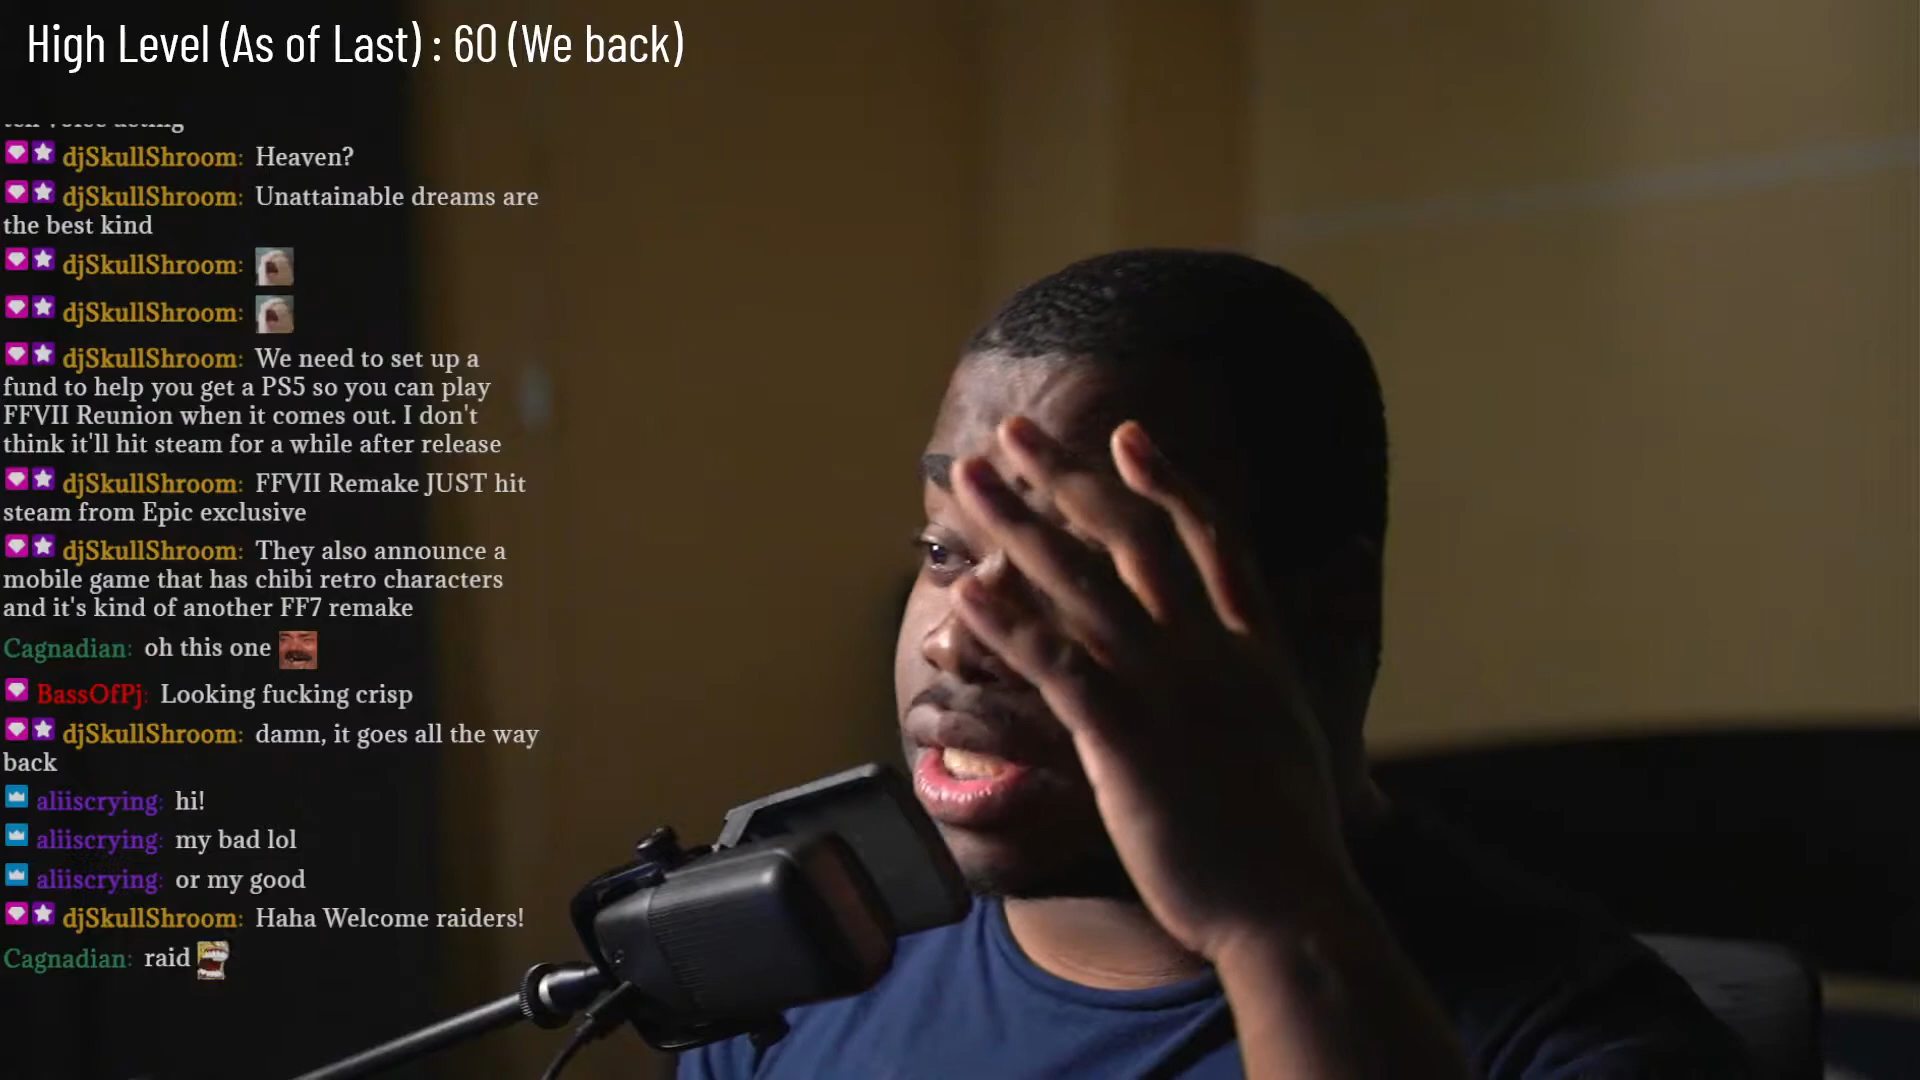 High Level (As of Last) : 60 (We back)
voice acting
djSkullShroom: Heaven?
djSkullShroom: Unattainable dreams are
the best kind
djSkullShroom:
djSkullShroom:
djSkullShroom: We need to set up a
fund to help you get a PS5 so you can play
FFVII Reunion when it comes out. I don't
think it'll hit steam for a while after release
djSkullShroom: FFVII Remake JUST hit
steam from Epic exclusive
djSkullShroom: They also announce a
mobile game that has chibi retro characters
and it's kind of another FF7 remake
Cagnadian: oh this one
BassOfPj: Looking fucking crisp
djSkullShroom: damn, it goes all the way
back
aliiscrying: hi!
aliiscrying: my bad lol
aliiscrying: or my good
djSkullShroom: Haha Welcome raiders!
Cagnadian: raid